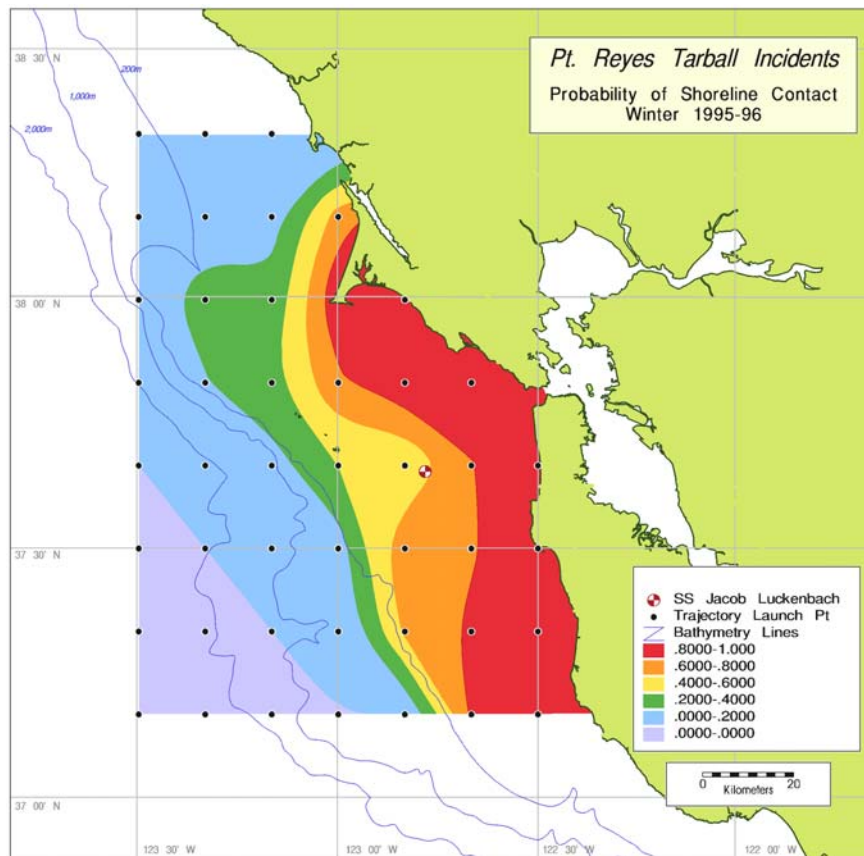 Pt. Reyes Tarball Incidents
Probability of Shoreline Contact
Winter 1995-96
38 30' N
200m
1,000m
2,000m
38 00' N
37 30' N
37 00' N
SS Jacob Luckenbach
Trajectory Launch Pt
Bathymetry Lines
.8000-1.000
.6000-.8000
.4000-.6000
.2000-.4000
.0000-.2000
.0000-.0000
0 20
Kilometers
123 30' W
123 00' W
122 30' W
122 00' W